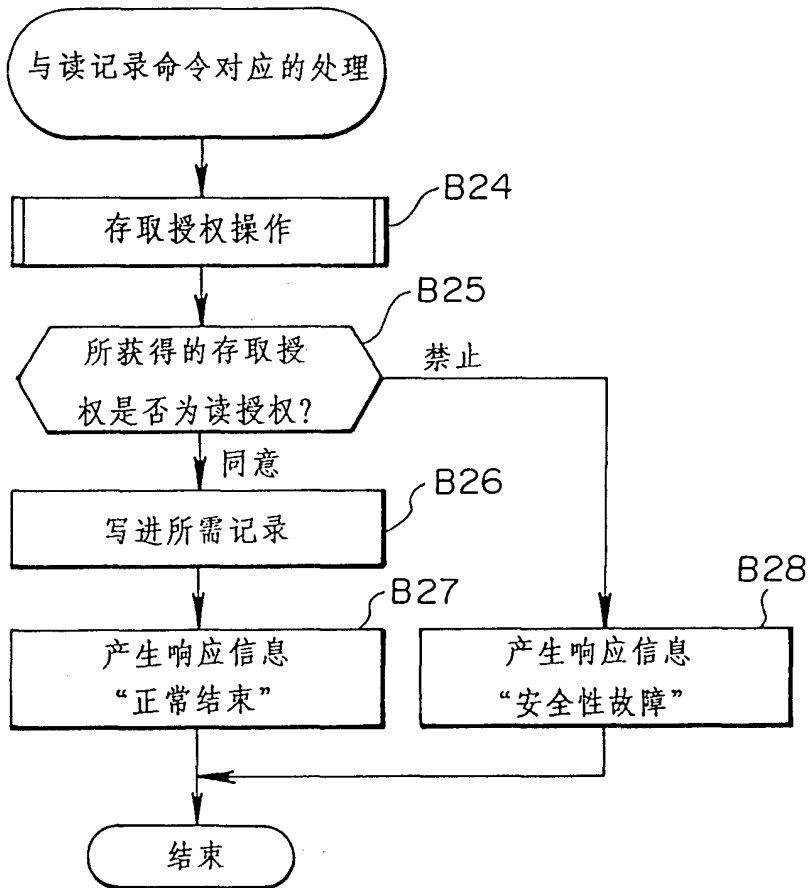 与读记录命令对应的处理
B24
存取授权操作
B25
所获得的存取授
权是否为读授权?
禁止
同意
B26
写进所需记录
B27
产生响应信息
“正常结束”
B28
产生响应信息
“安全性故障”
结束